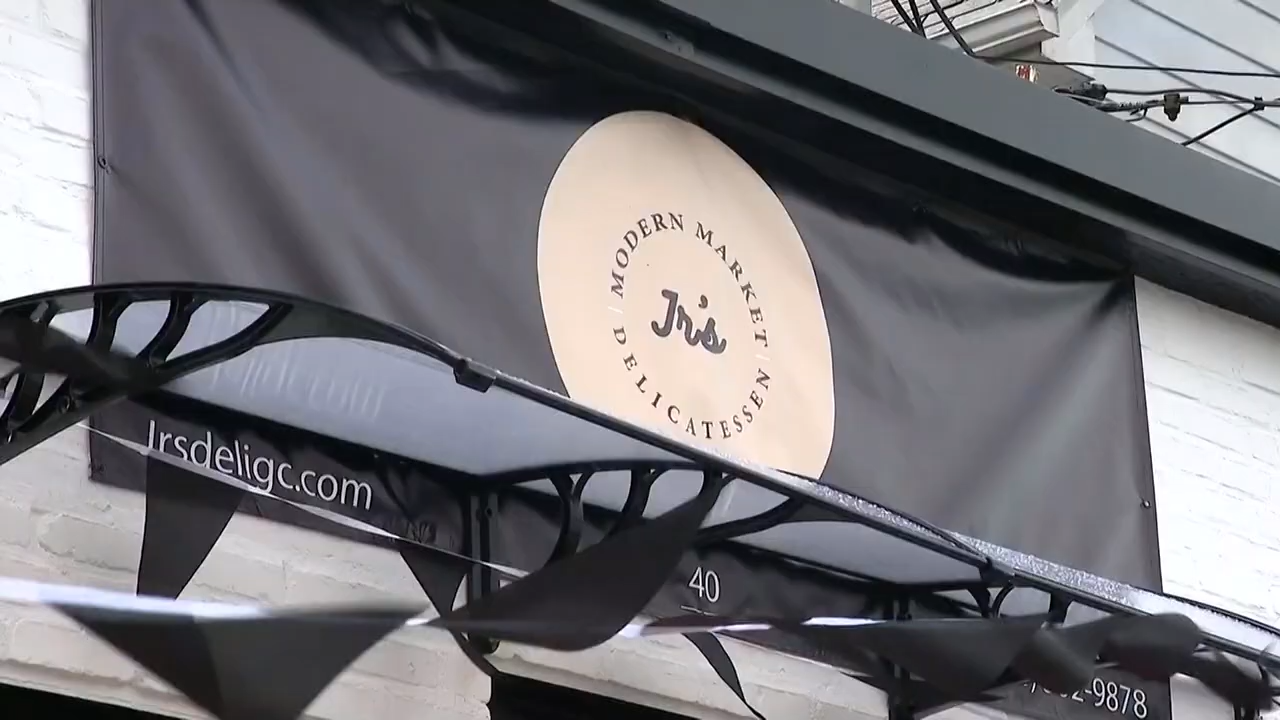 MODERN MARKET
Jr's
DELICATESSEN
Jrsdeligc.com
40
-9878